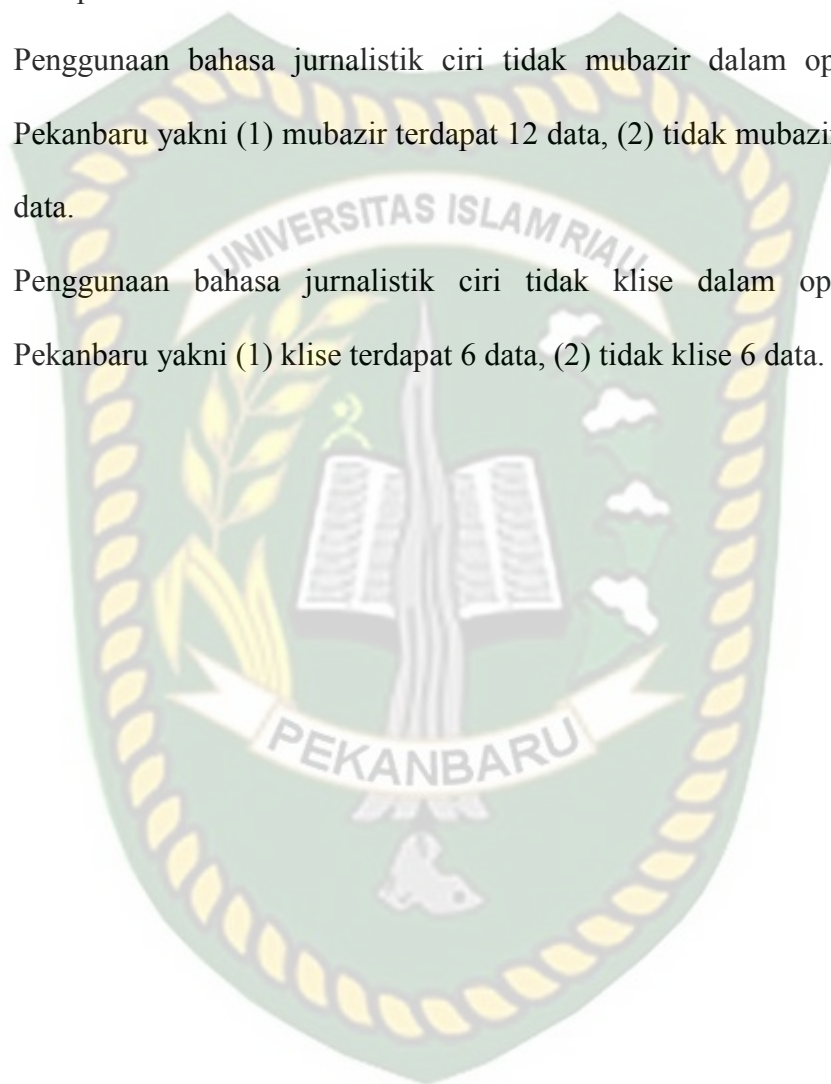 Penggunaan bahasa jurnalistik ciri tidak mubazir dalam op
Pekanbaru yakni (1) mubazir terdapat 12 data, (2) tidak mubazir
data.
Penggunaan bahasa jurnalistik ciri tidak klise dalam op
Pekanbaru yakni (1) klise terdapat 6 data, (2) tidak klise 6 data.
UNIVERSITAS ISLAM RIAU
PEKANBARU